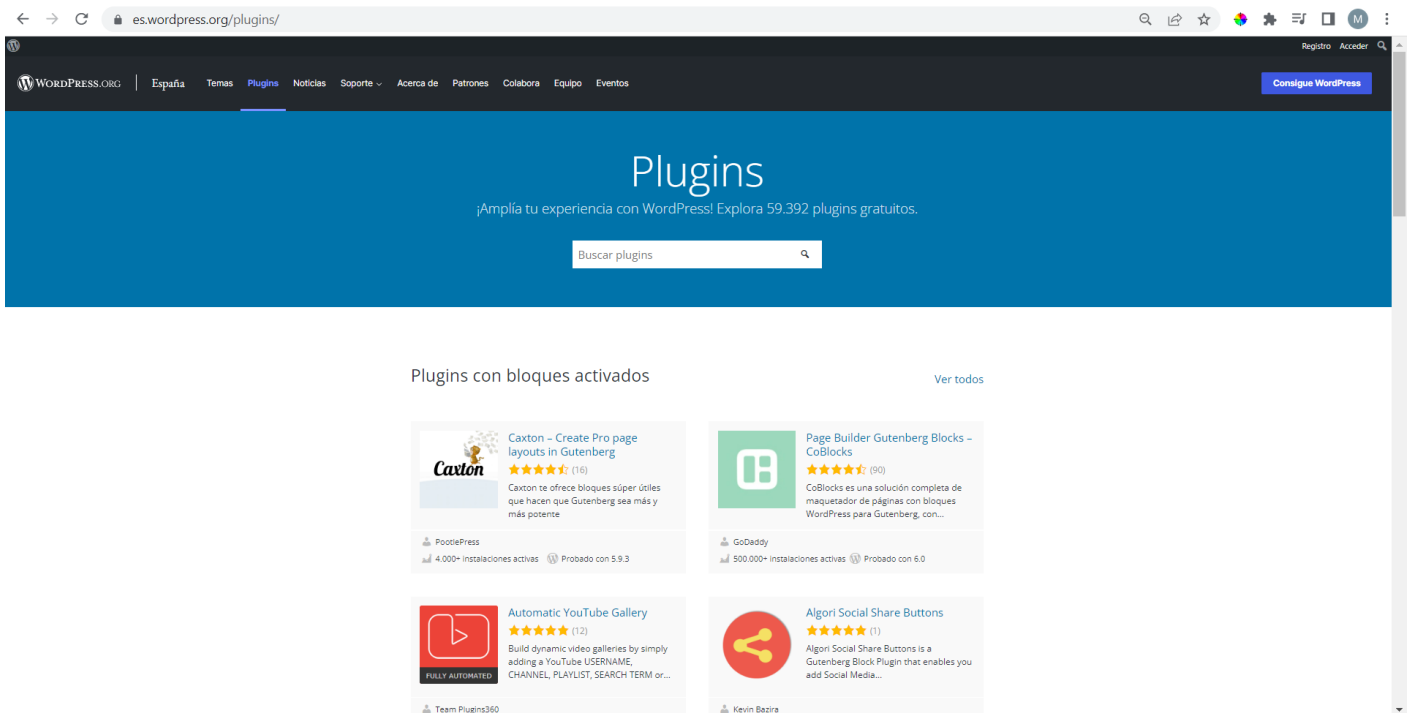 es.wordpress.org/plugins/
M
Registro Acceder
WORDPRESS.ORG España Temas Plugins Noticias Soporte Acerca de Patrones Colabora Equipo Eventos Consigue WordPress
Plugins
¡Amplía tu experiencia con WordPress! Explora 59.392 plugins gratuitos.
Buscar plugins
Plugins con bloques activados
Ver todos
Caxton
Caxton – Create Pro page
layouts in Gutenberg
(16)
Caxton te ofrece bloques súper útiles
que hacen que Gutenberg sea más y
más potente
PootlePress
4.000+ instalaciones activas Probado con 5.9.3
Page Builder Gutenberg Blocks –
CoBlocks
(90)
CoBlocks es una solución completa de
maquetador de páginas con bloques
WordPress para Gutenberg, con...
GoDaddy
500.000+ instalaciones activas Probado con 6.0
FULLY AUTOMATED
Automatic YouTube Gallery
(12)
Build dynamic video galleries by simply
adding a YouTube USERNAME,
CHANNEL, PLAYLIST, SEARCH TERM or...
Team Plugins360
Algori Social Share Buttons
(1)
Algori Social Share Buttons is a
Gutenberg Block Plugin that enables you
add Social Media...
Kevin Bazira